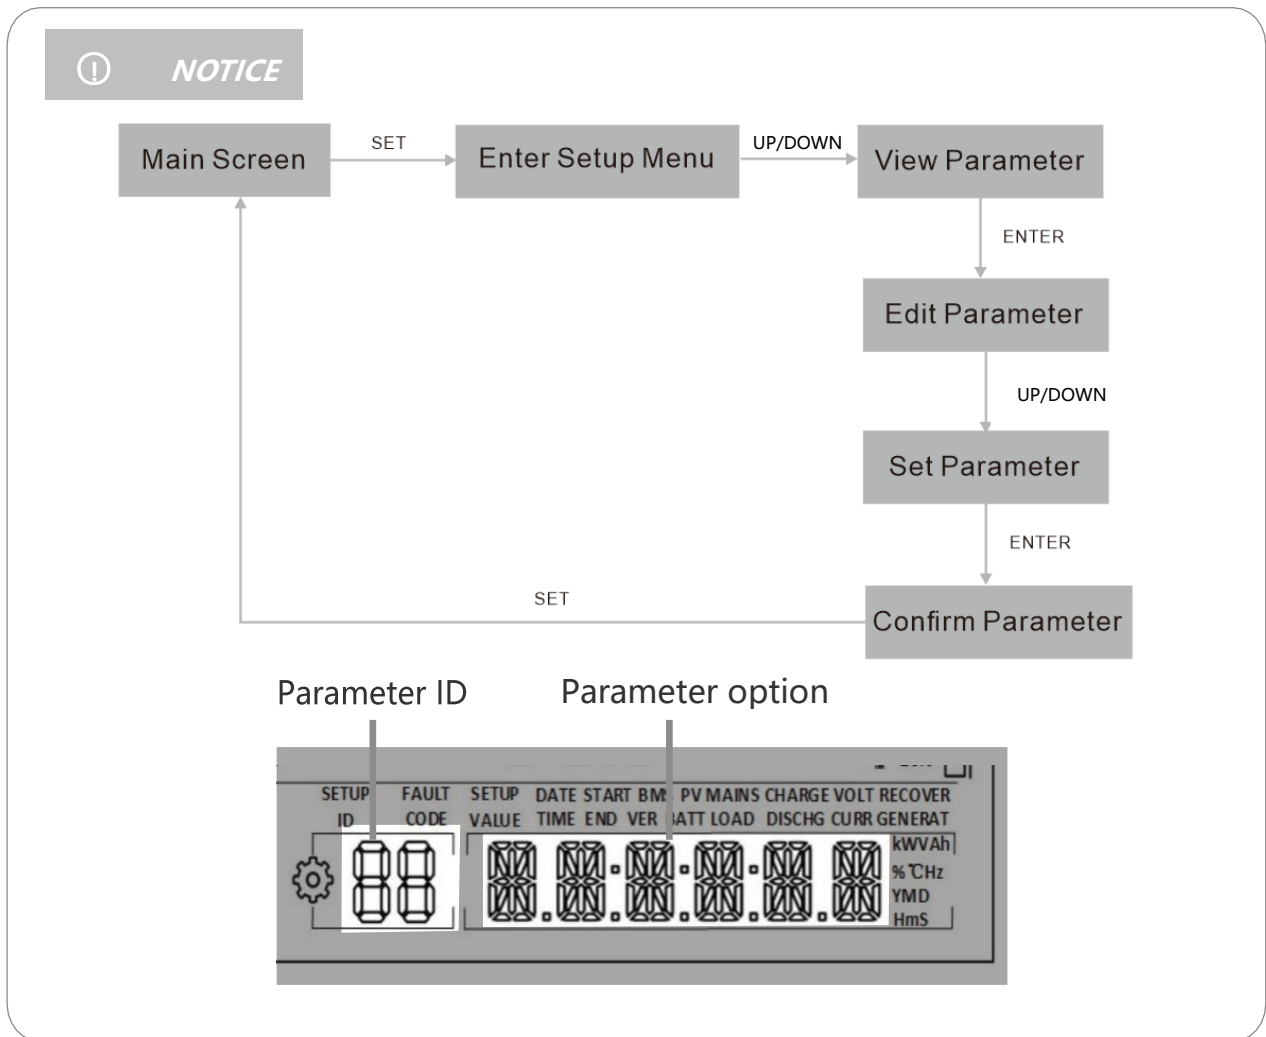 NOTICE
Main Screen
SET
Enter Setup Menu
UP/DOWN
View Parameter
ENTER
Edit Parameter
UP/DOWN
Set Parameter
ENTER
Confirm Parameter
SET
Parameter ID
Parameter option
SETUP FAULT SETUP DATE START BMS PV MAINS CHARGE VOLT RECOVER
ID CODE VALUE TIME END VER BATT LOAD DISCHG CURR GENERAT
kWVAh
% ℃Hz
YMD
HmS